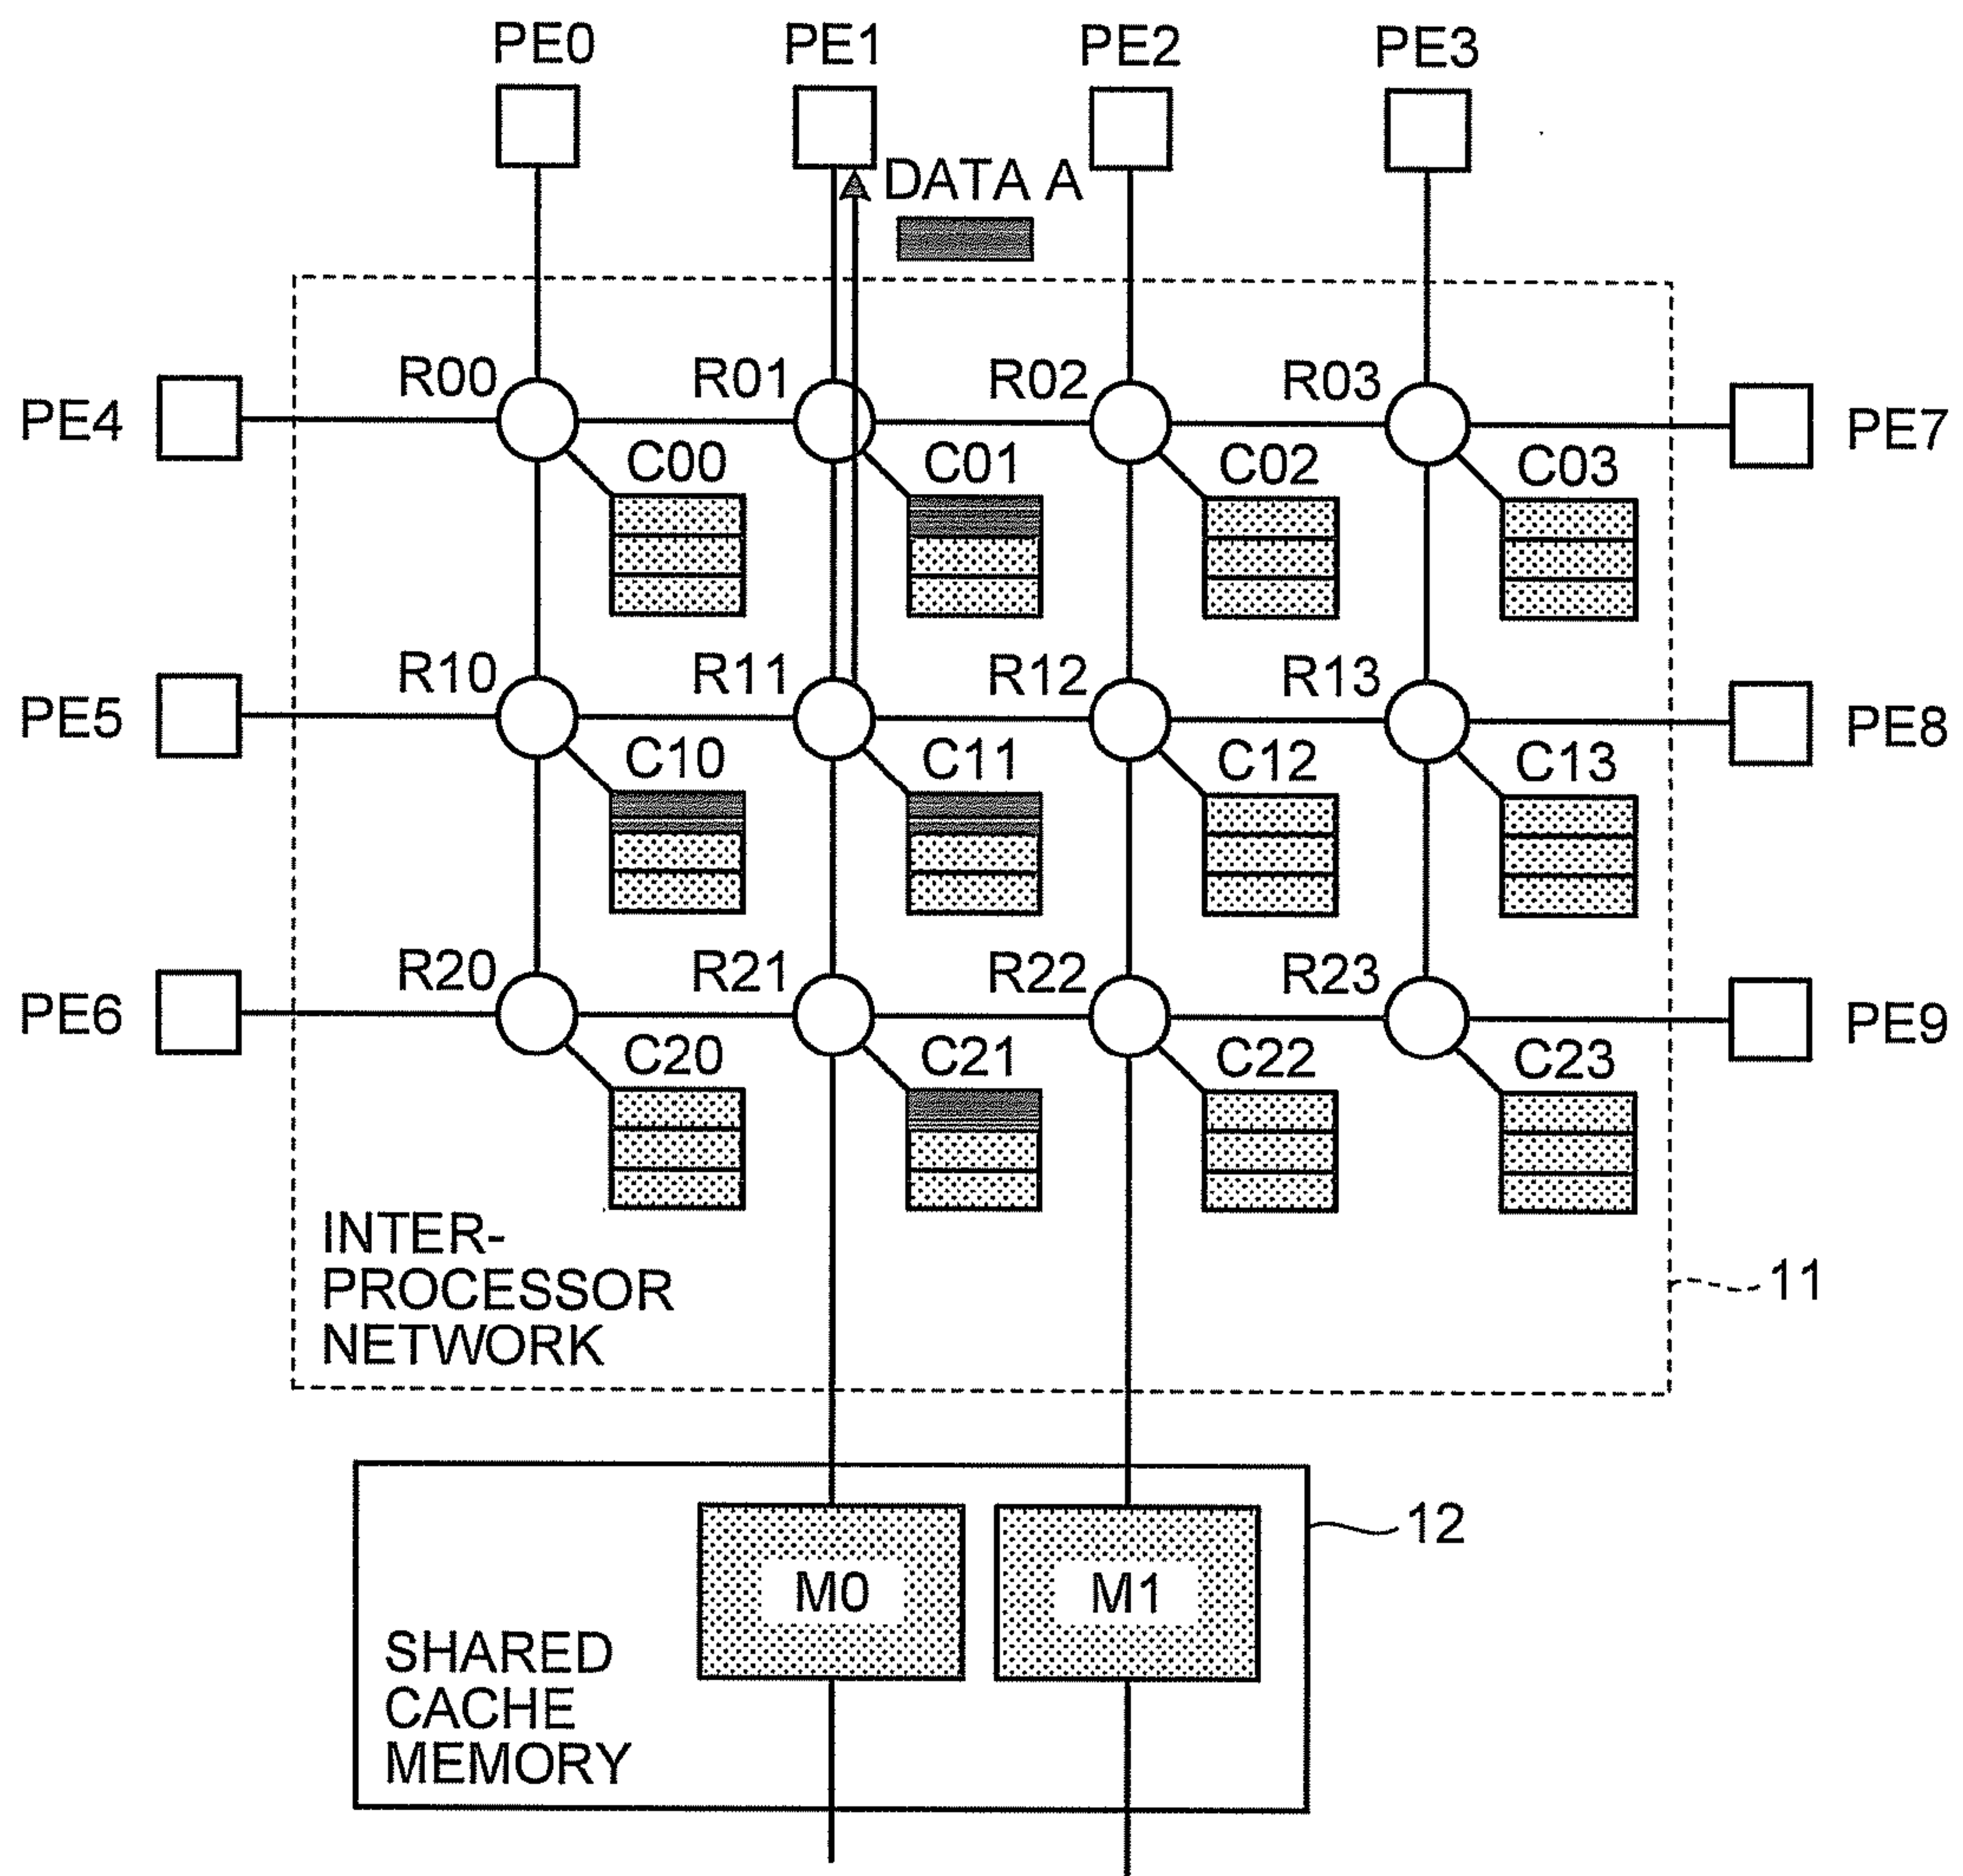 PE0 PE1 PE2 PE3
DATA A
R00 R01 R02 R03
PE4 PE7
C00 C01 C02 C03
R10 R11 R12 R13
PE5 PE8
C10 C11 C12 C13
R20 R21 R22 R23
PE6 PE9
C20 C21 C22 C23
INTER-
PROCESSOR
NETWORK
11
12
M0 M1
SHARED
CACHE
MEMORY